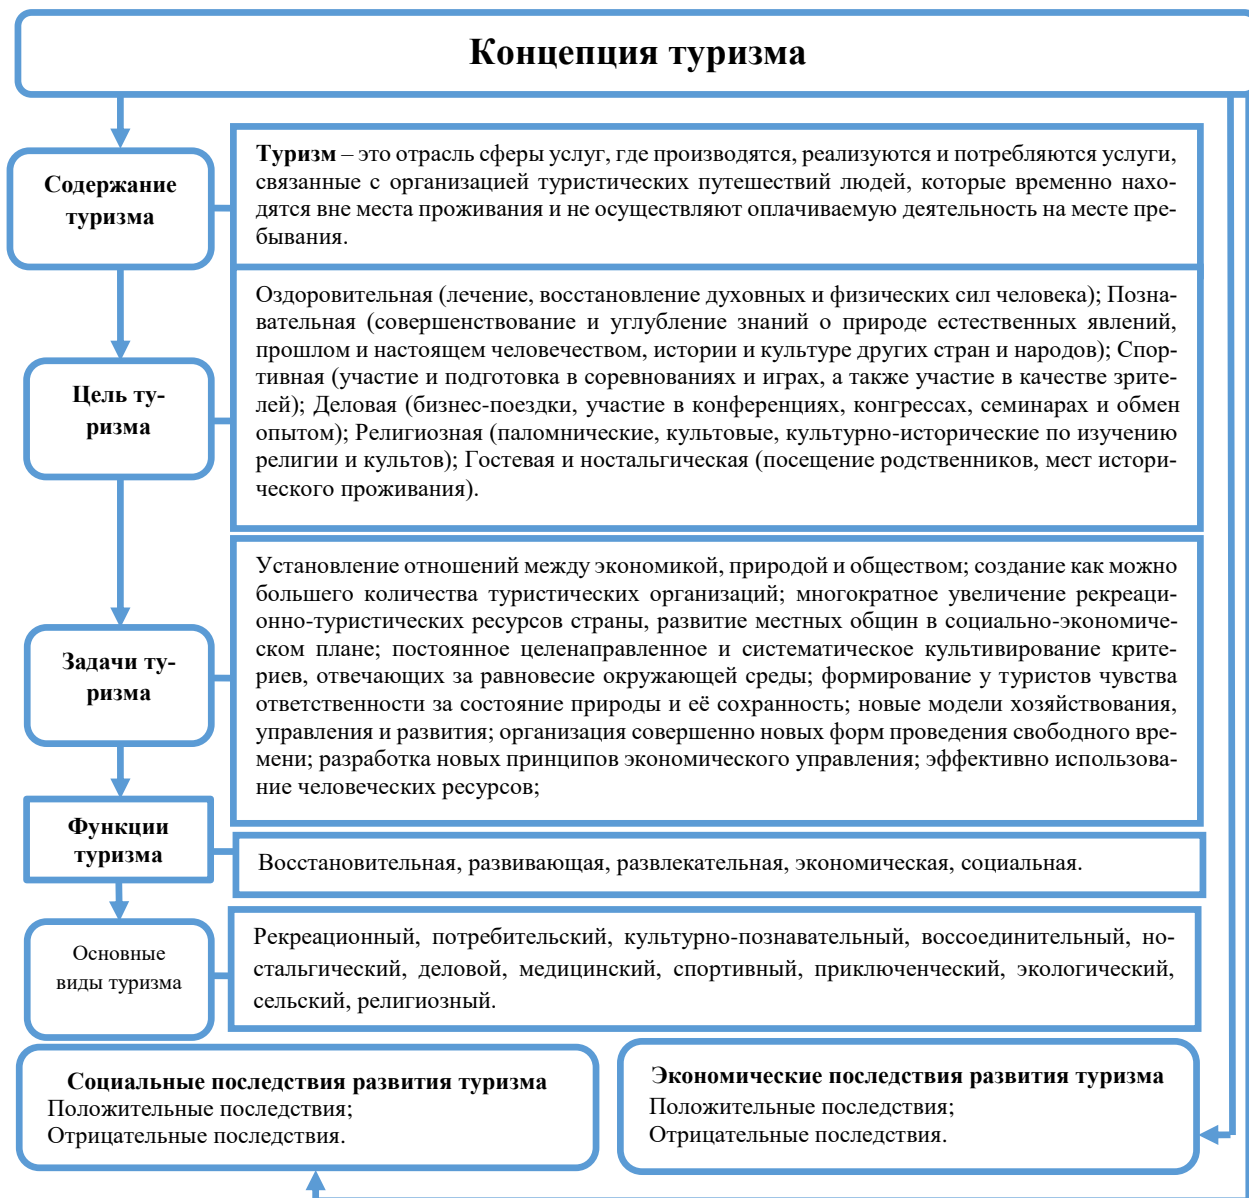 Концепция туризма
Содержание
туризма
Туризм – это отрасль сферы услуг, где производятся, реализуются и потребляются услуги,
связанные с организацией туристических путешествий людей, которые временно нахо-
дятся вне места проживания и не осуществляют оплачиваемую деятельность на месте пре-
бывания.
Цель ту-
ризма
Оздоровительная (лечение, восстановление духовных и физических сил человека); Позна-
вательная (совершенствование и углубление знаний о природе естественных явлений,
прошлом и настоящем человечеством, истории и культуре других стран и народов); Спор-
тивная (участие и подготовка в соревнованиях и играх, а также участие в качестве зрите-
лей); Деловая (бизнес-поездки, участие в конференциях, конгрессах, семинарах и обмен
опытом); Религиозная (паломнические, культовые, культурно-исторические по изучению
религии и культов); Гостевая и ностальгическая (посещение родственников, мест истори-
ческого проживания).
Задачи ту-
ризма
Установление отношений между экономикой, природой и обществом; создание как можно
большего количества туристических организаций; многократное увеличение рекреаци-
онно-туристических ресурсов страны, развитие местных общин в социально-экономиче-
ском плане; постоянное целенаправленное и систематическое культивирование крите-
риев, отвечающих за равновесие окружающей среды; формирование у туристов чувства
ответственности за состояние природы и её сохранность; новые модели хозяйствования,
управления и развития; организация совершенно новых форм проведения свободного вре-
мени; разработка новых принципов экономического управления; эффективно использова-
ние человеческих ресурсов;
Функции
туризма
Восстановительная, развивающая, развлекательная, экономическая, социальная.
Основные
виды туризма
Рекреационный, потребительский, культурно-познавательный, воссоединительный, но-
стальгический, деловой, медицинский, спортивный, приключенческий, экологический,
сельский, религиозный.
Социальные последствия развития туризма
Положительные последствия;
Отрицательные последствия.
Экономические последствия развития туризма
Положительные последствия;
Отрицательные последствия.